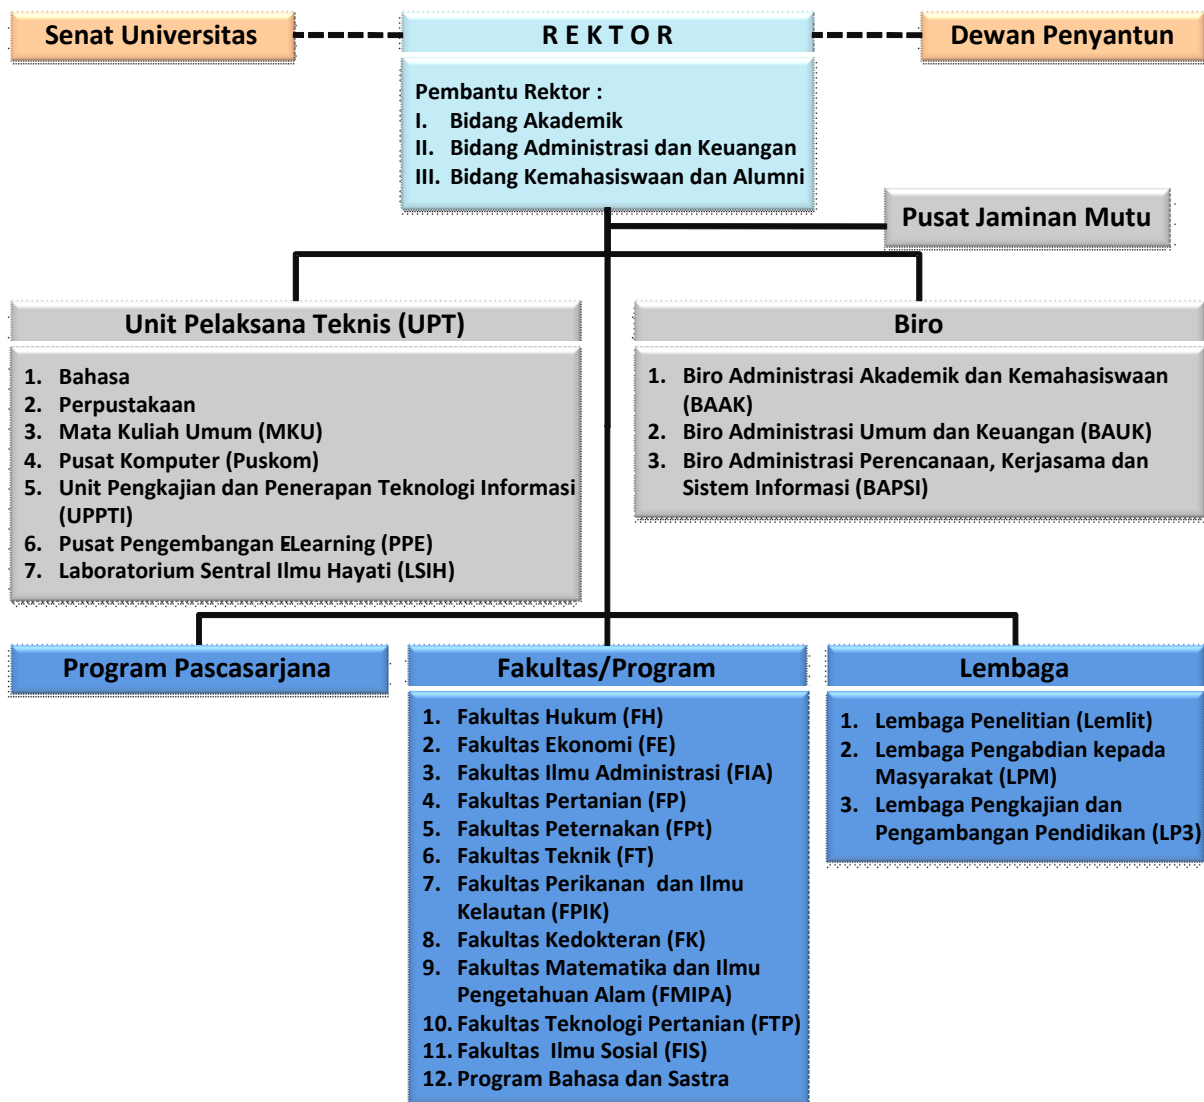 Senat Universitas
R E K T O R
Dewan Penyantun
Pembantu Rektor :
I. Bidang Akademik
II. Bidang Administrasi dan Keuangan
III. Bidang Kemahasiswaan dan Alumni
Pusat Jaminan Mutu
Unit Pelaksana Teknis (UPT)
1. Bahasa
2. Perpustakaan
3. Mata Kuliah Umum (MKU)
4. Pusat Komputer (Puskom)
5. Unit Pengkajian dan Penerapan Teknologi Informasi
(UPPTI)
6. Pusat Pengembangan ELearning (PPE)
7. Laboratorium Sentral Ilmu Hayati (LSIH)
Biro
1. Biro Administrasi Akademik dan Kemahasiswaan
(BAAK)
2. Biro Administrasi Umum dan Keuangan (BAUK)
3. Biro Administrasi Perencanaan, Kerjasama dan
Sistem Informasi (BAPSI)
Program Pascasarjana
Fakultas/Program
1. Fakultas Hukum (FH)
2. Fakultas Ekonomi (FE)
3. Fakultas Ilmu Administrasi (FIA)
4. Fakultas Pertanian (FP)
5. Fakultas Peternakan (FPt)
6. Fakultas Teknik (FT)
7. Fakultas Perikanan dan Ilmu
Kelautan (FPIK)
8. Fakultas Kedokteran (FK)
9. Fakultas Matematika dan Ilmu
Pengetahuan Alam (FMIPA)
10. Fakultas Teknologi Pertanian (FTP)
11. Fakultas Ilmu Sosial (FIS)
12. Program Bahasa dan Sastra
Lembaga
1. Lembaga Penelitian (Lemlit)
2. Lembaga Pengabdian kepada
Masyarakat (LPM)
3. Lembaga Pengkajian dan
Pengambangan Pendidikan (LP3)